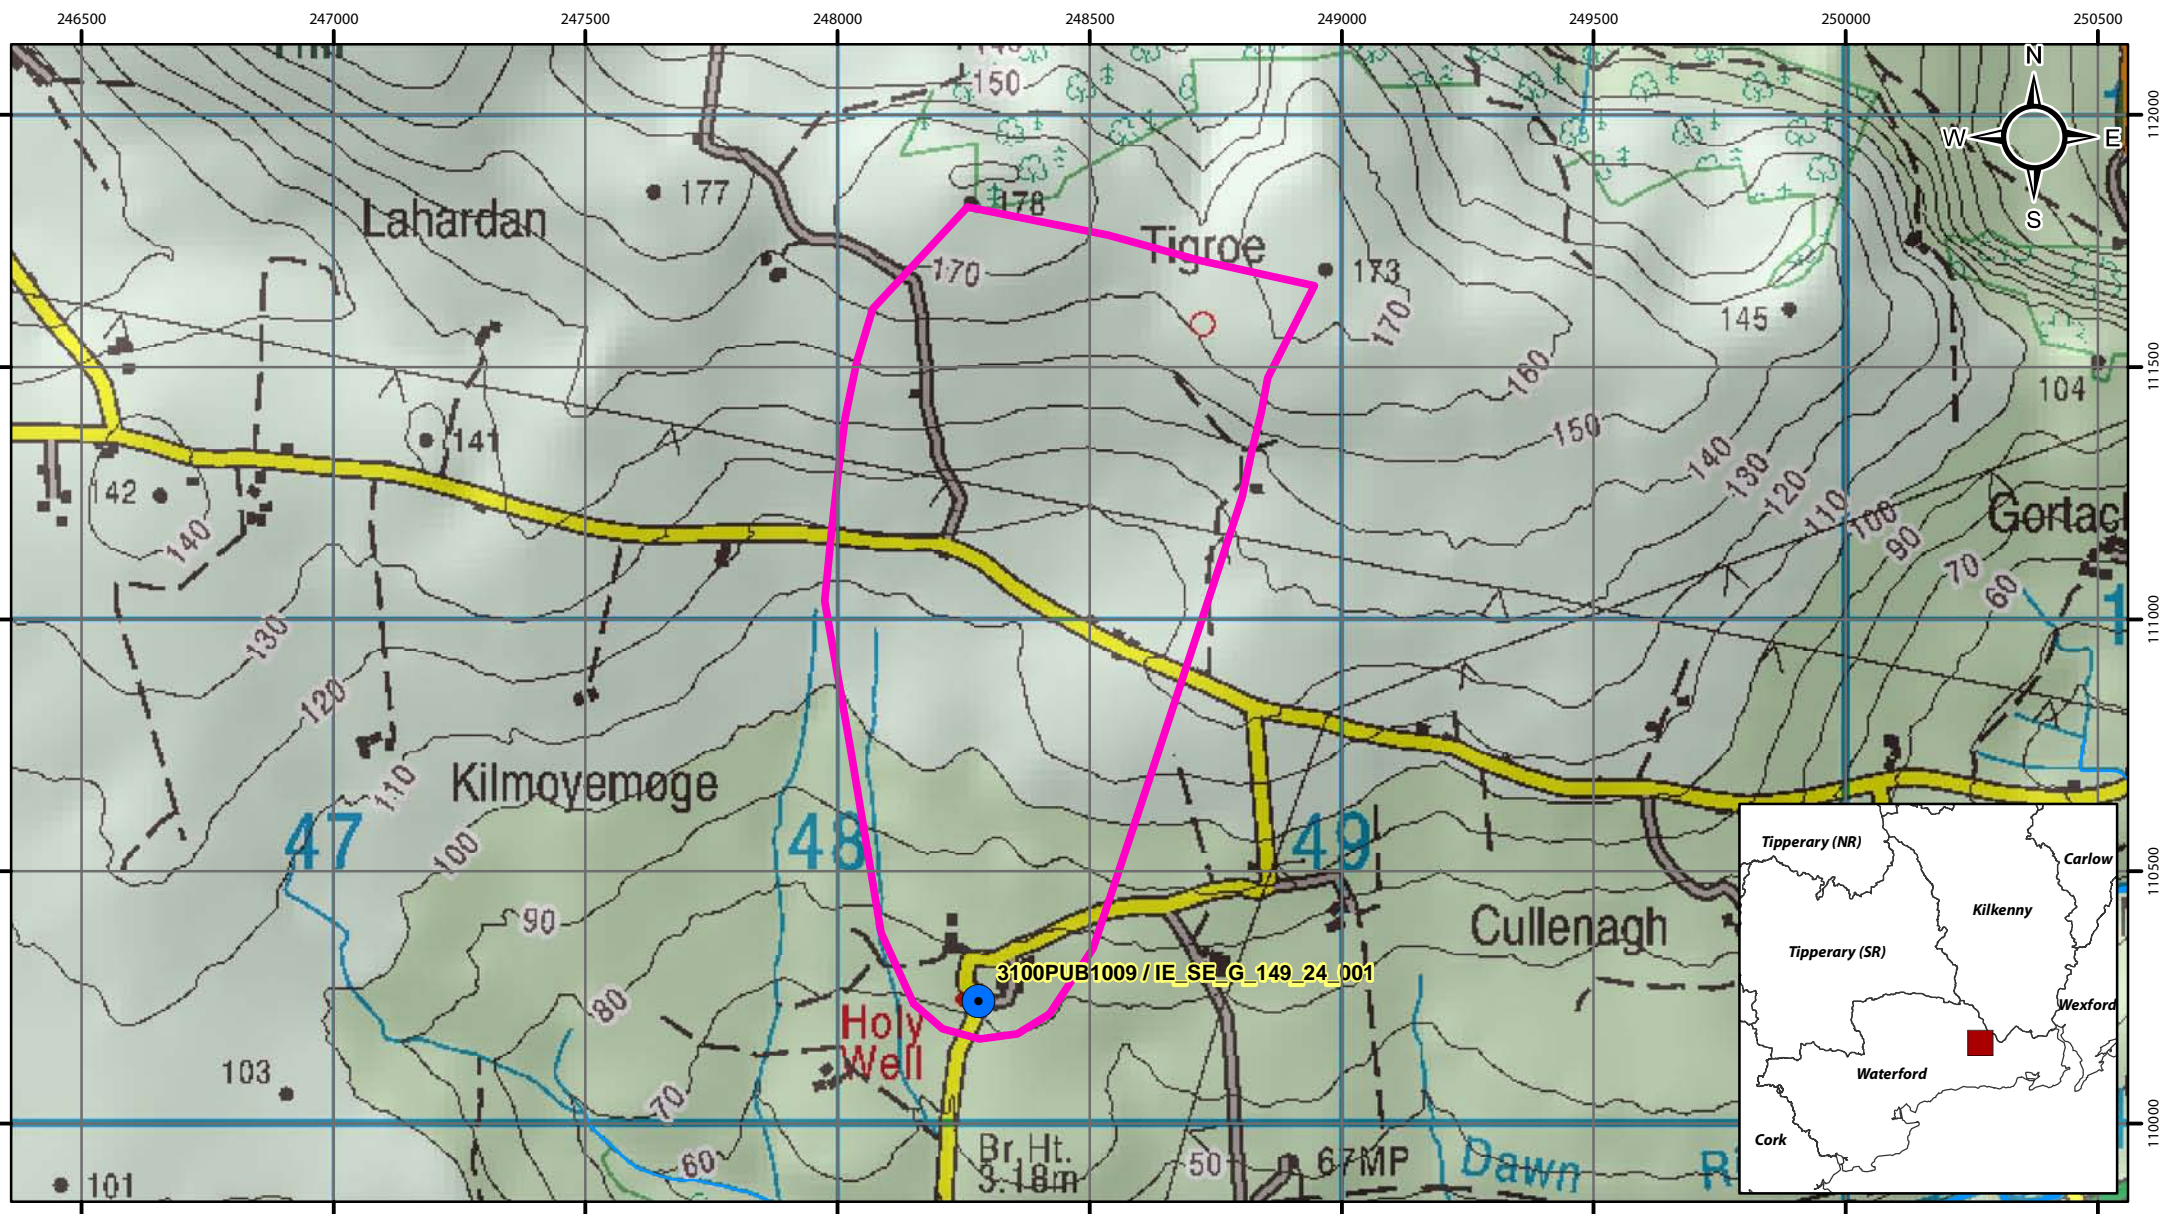 246500 247000 247500 248000 248500 249000 249500 250000 250500
N
W E
S
112000
111500
111000
110500
110000
150
178
177
Lahardan
Tigroe
170
173
170
145
160
104
150
141
142
140
140
130
120
110
100
90
Gortacl
70
60
130
120
110
Kilmoyemoge
47
48
49
100
90
Cullenagh
80
3100PUB1009 / IE_SE_G_149_24_001
Holy
Well
103
70
60
Br. Ht.
3.18m
50
67MP
Dawn
101
Tipperary (NR)
Carlow
Kilkenny
Tipperary (SR)
Wexford
Waterford
Cork